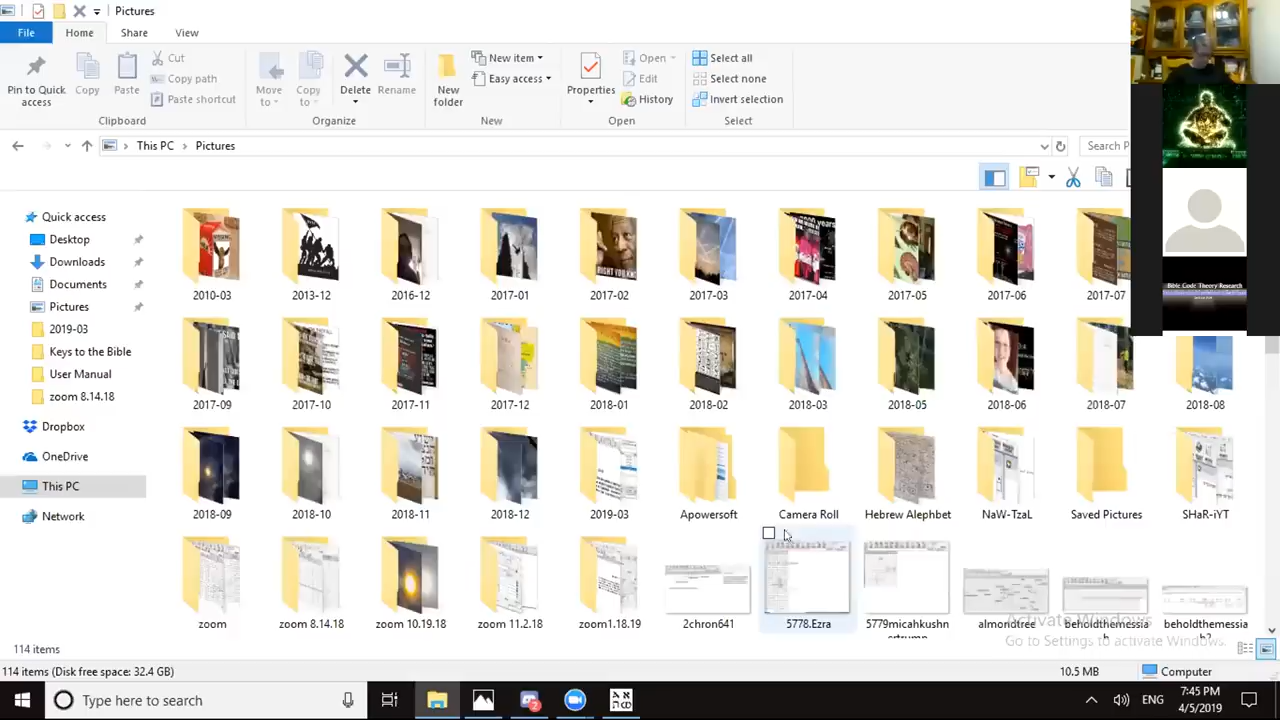 Pictures
File Home Share View
Pin to Quick access
Copy
Paste
Cut
Copy path
Paste shortcut
Clipboard
Move to
Copy to
Delete
Rename
Organize
New folder
New item
Easy access
New
Properties
Open
Edit
History
Open
Select all
Select none
Invert selection
Select
This PC Pictures
Search P
Quick access
Desktop
Downloads
Documents
Pictures
2019-03
Keys to the Bible
User Manual
zoom 8.14.18
Dropbox
OneDrive
This PC
Network
Bible Code Theory Research
RIGHT YOU KN
2010-03 2013-12 2016-12 2017-01 2017-02 2017-03 2017-04 2017-05 2017-06 2017-07
2017-09 2017-10 2017-11 2017-12 2018-01 2018-02 2018-03 2018-05 2018-06 2018-07 2018-08
2018-09 2018-10 2018-11 2018-12 2019-03 Apowersoft Camera Roll Hebrew Alephbet NaW-TzaL Saved Pictures SHaR-iYT
zoom zoom 8.14.18 zoom 10.19.18 zoom 11.2.18 zoom1.18.19 2chron641 5778.Ezra 5779micahkushn almondtree beholdthemessia beholdthemessia
Activate Windows
Go to Settings to activate Windows.
114 items
114 items (Disk free space: 32.4 GB) 10.5 MB Computer
Type here to search
אב
ENG
7:45 PM
4/5/2019